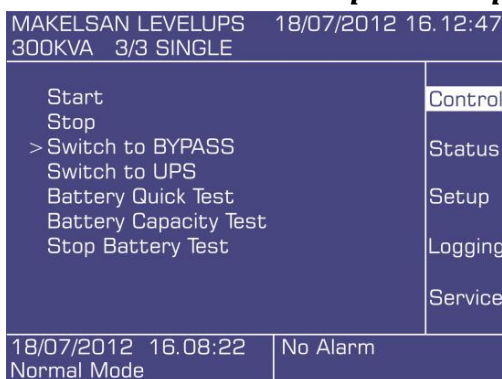 MAKELSAN LEVELUPS 18/07/2012 16.12:47
300KVA 3/3 SINGLE
Start
Stop
> Switch to BYPASS
Switch to UPS
Battery Quick Test
Battery Capacity Test
Stop Battery Test
Control
Status
Setup
Logging
Service
18/07/2012 16.08:22 No Alarm
Normal Mode